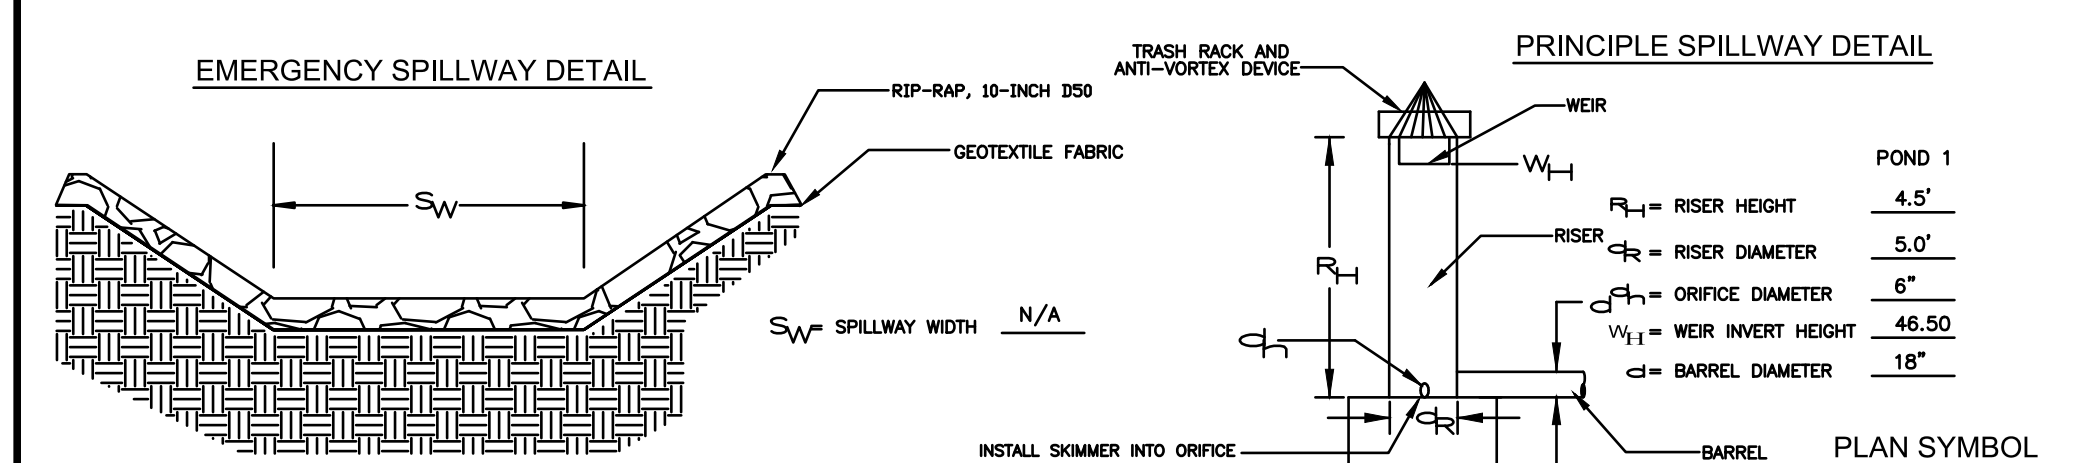 EMERGENCY SPILLWAY DETAIL
RIP-RAP, 10-INCH D50
GEOTEXTILE FABRIC
SW
SW= SPILLWAY WIDTH N/A
PRINCIPLE SPILLWAY DETAIL
TRASH RACK AND
ANTI-VORTEX DEVICE
WEIR
WH
RISER
RH
dh
d
dR
INSTALL SKIMMER INTO ORIFICE
BARREL
POND 1
RH= RISER HEIGHT 4.5'
dR= RISER DIAMETER 5.0'
dh= ORIFICE DIAMETER 6"
WH= WEIR INVERT HEIGHT 46.50
d= BARREL DIAMETER 18"
PLAN SYMBOL